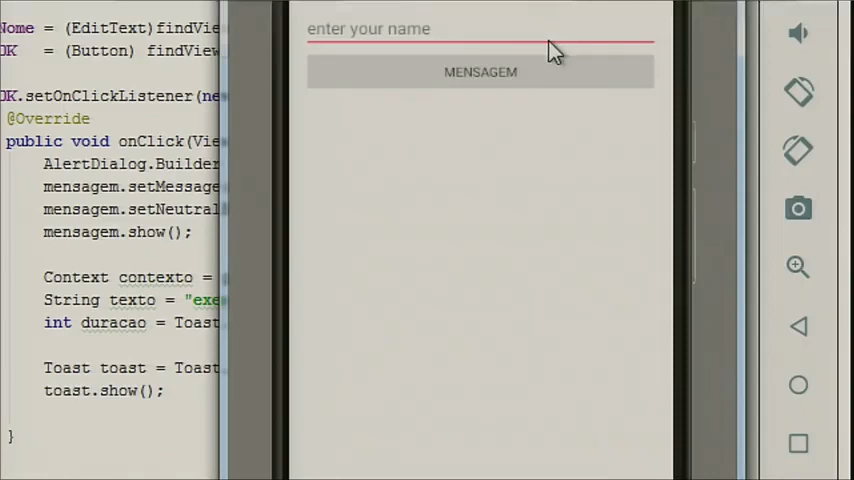 Nome = (EditText)findVie
OK = (Button) findView
OK.setOnClickListener(ne
@Override
public void onClick(Vie
AlertDialog.Builder
mensagem.setMessage
mensagem.setNeutral
mensagem.show();
Context contexto =
String texto = "exe
int duracao = Toast.
Toast toast = Toast
toast.show();
}
enter your name
MENSAGEM